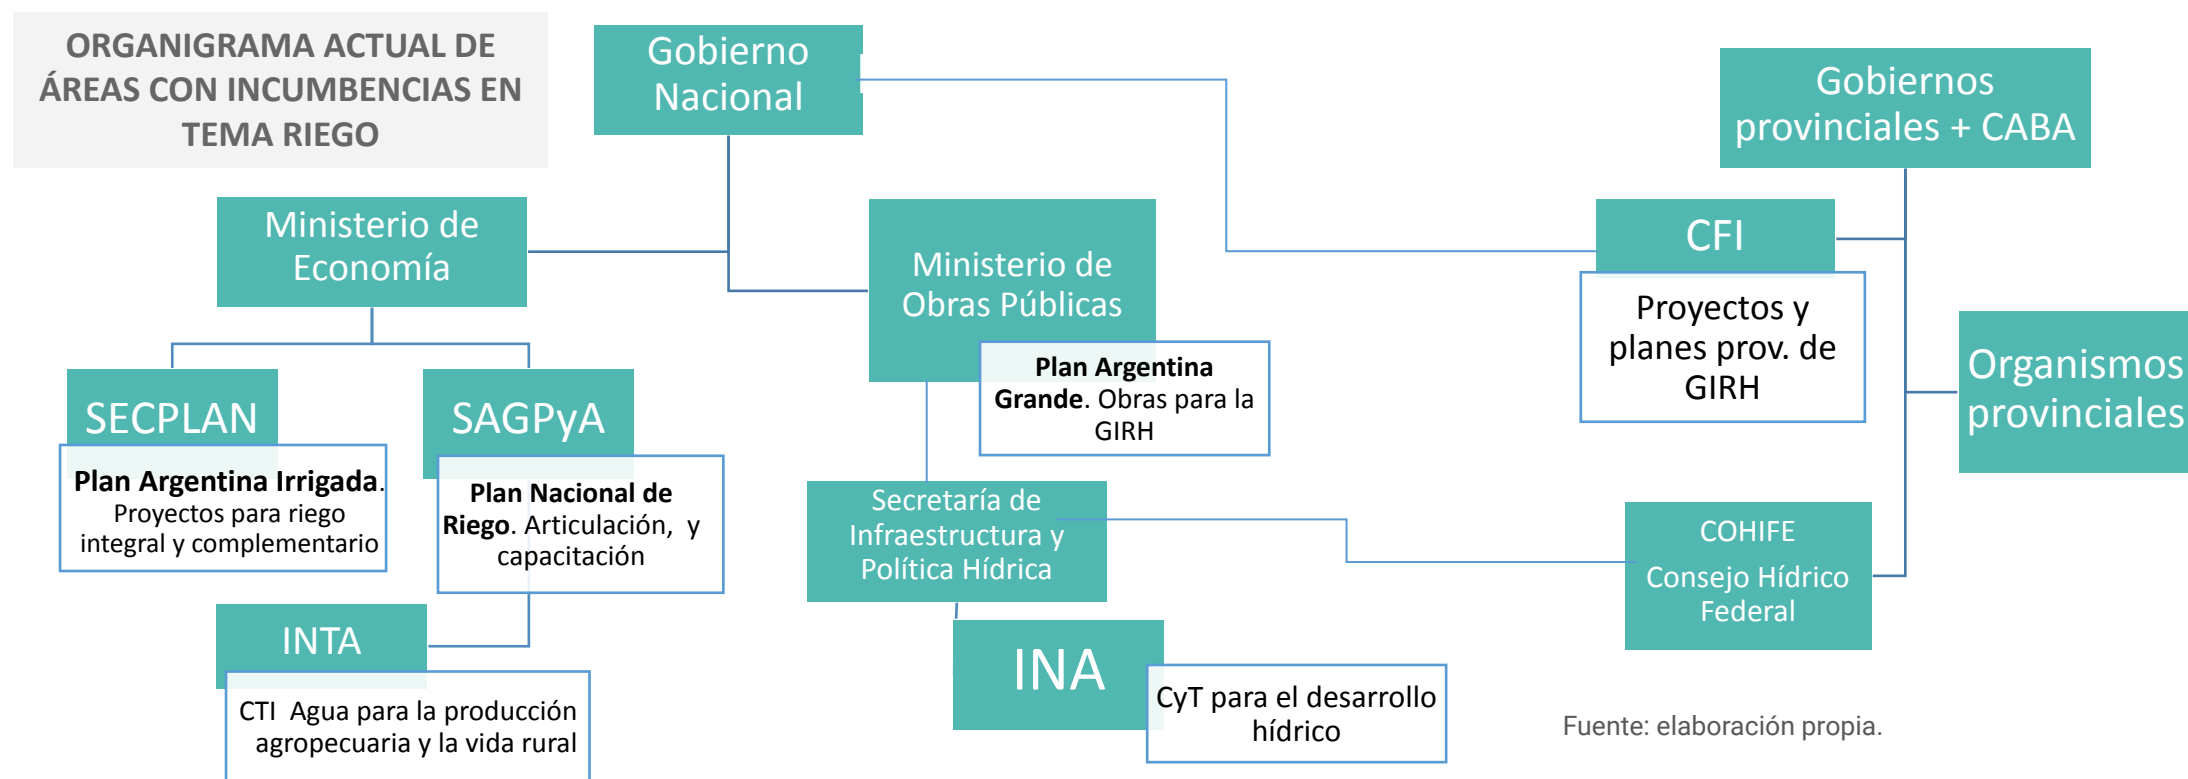 ORGANIGRAMA ACTUAL DE
ÁREAS CON INCUMBENCIAS EN
TEMA RIEGO
Gobierno
Nacional
Gobiernos
provinciales + CABA
Ministerio de
Economía
Ministerio de
Obras Públicas
Plan Argentina
Grande. Obras para la
GIRH
CFI
Proyectos y
planes prov. de
GIRH
Organismos
provinciales
SECPLAN
Plan Argentina Irrigada.
Proyectos para riego
integral y complementario
SAGPyA
Plan Nacional de
Riego. Articulación, y
capacitación
Secretaría de
Infraestructura y
Política Hídrica
COHIFE
Consejo Hídrico
Federal
INTA
CTI Agua para la producción
agropecuaria y la vida rural
INA
CyT para el desarrollo
hídrico
Fuente: elaboración propia.